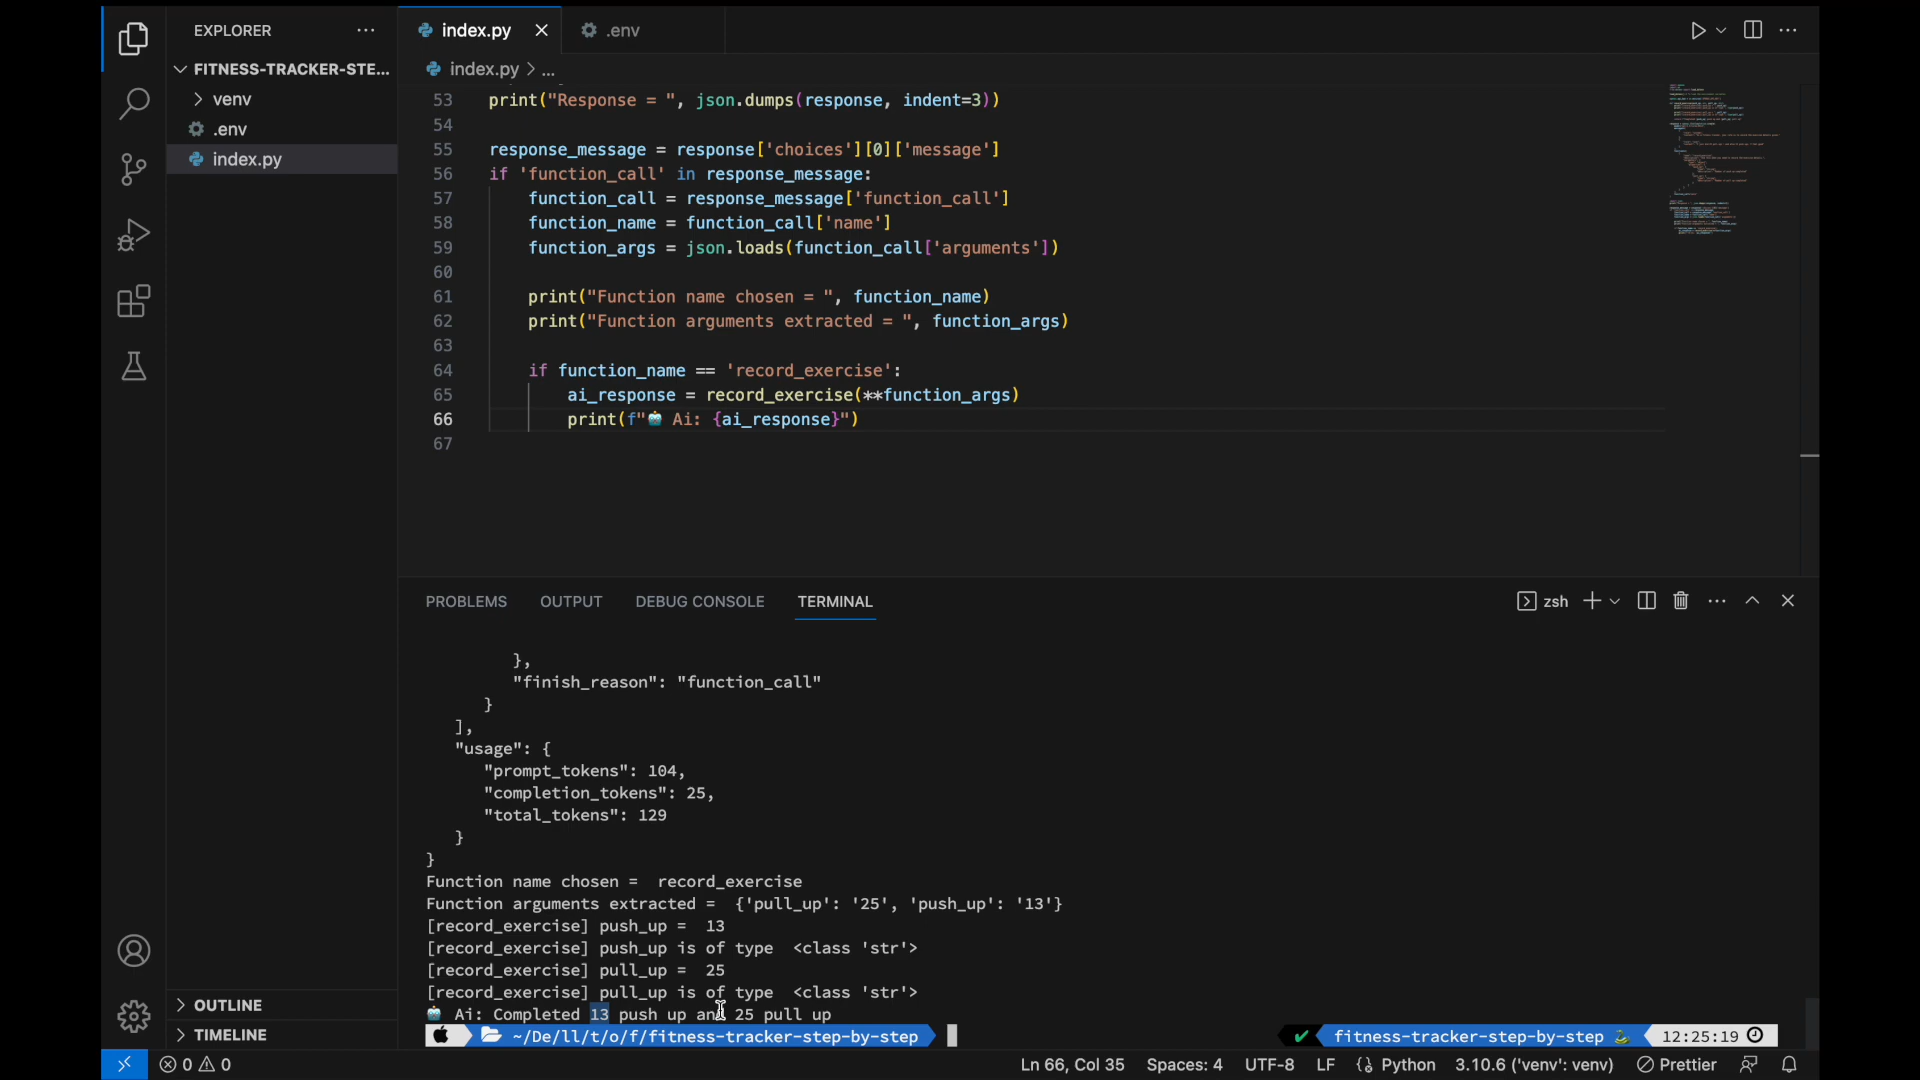 EXPLORER
FITNESS-TRACKER-STE...
venv
.env
index.py
OUTLINE
TIMELINE
index.py
.env
index.py > ...
53 print("Response = ", json.dumps(response, indent=3))
54
55 response_message = response['choices'][0]['message']
56 if 'function_call' in response_message:
57 function_call = response_message['function_call']
58 function_name = function_call['name']
59 function_args = json.loads(function_call['arguments'])
60
61 print("Function name chosen = ", function_name)
62 print("Function arguments extracted = ", function_args)
63
64 if function_name == 'record_exercise':
65 ai_response = record_exercise(**function_args)
66 print(f"🤖 Ai: {ai_response}")
67
PROBLEMS OUTPUT DEBUG CONSOLE TERMINAL
zsh
},
"finish_reason": "function_call"
}
],
"usage": {
"prompt_tokens": 104,
"completion_tokens": 25,
"total_tokens": 129
}
}
Function name chosen =  record_exercise
Function arguments extracted =  {'pull_up': '25', 'push_up': '13'}
[record_exercise] push_up =  13
[record_exercise] push_up is of type  <class 'str'>
[record_exercise] pull_up =  25
[record_exercise] pull_up is of type  <class 'str'>
🤖 Ai: Completed 13 push up and 25 pull up
~/De/ll/t/o/f/fitness-tracker-step-by-step
fitness-tracker-step-by-step
12:25:19
0 0
Ln 66, Col 35 Spaces: 4 UTF-8 LF {} Python 3.10.6 ('venv': venv) Prettier